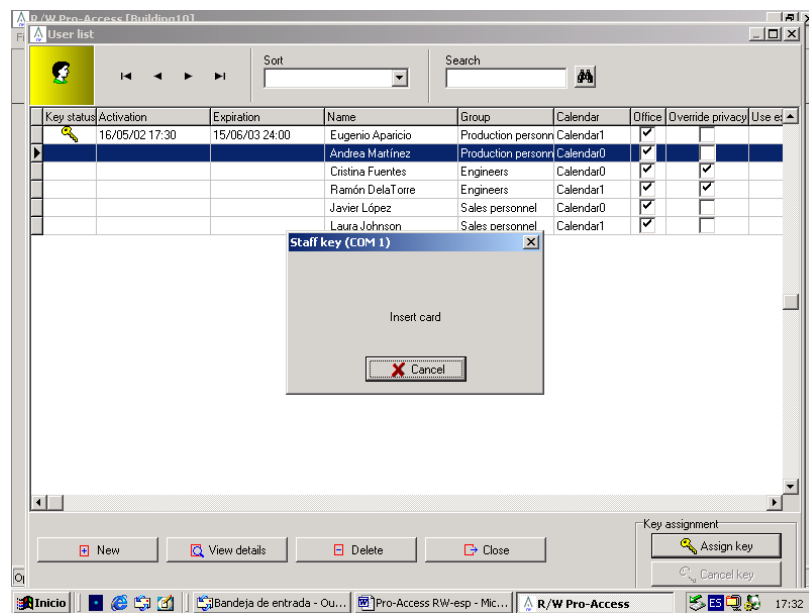 R/W Pro-Access [Building10]
Fi
User list
Sort
Search
Key status Activation Expiration Name Group Calendar Office Override privacy Use ex
16/05/02 17:30 15/06/03 24:00 Eugenio Aparicio Production personn Calendar1
Andrea Martínez Production personn Calendar0
Cristina Fuentes Engineers Calendar0
Ramón DelaTorre Engineers Calendar1
Javier López Sales personnel Calendar0
Laura Johnson Sales personnel Calendar1
Staff key (COM 1)
Insert card
Cancel
Key assignment
New View details Delete Close Assign key
Cancel key
Op
Inicio Bandeja de entrada - Ou... Pro-Access RW-esp - Mic... R/W Pro-Access ES 17:32